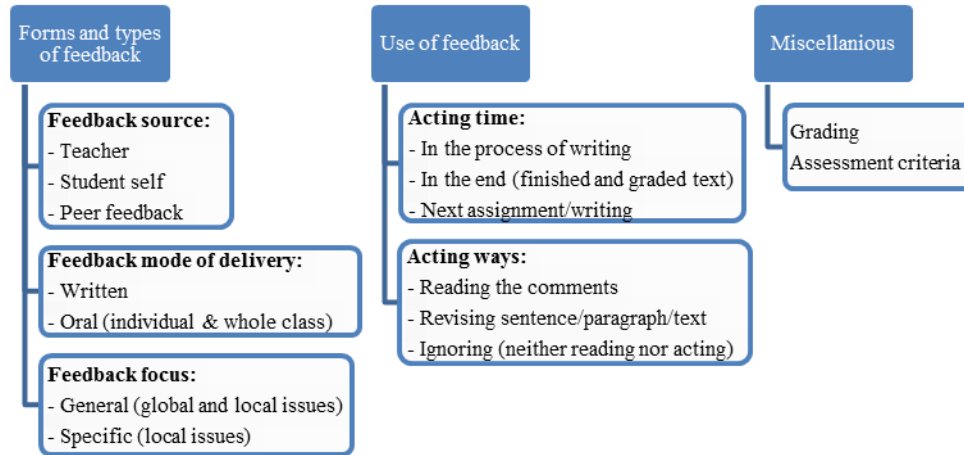 Forms and types
of feedback
Feedback source:
- Teacher
- Student self
- Peer feedback
Feedback mode of delivery:
- Written
- Oral (individual & whole class)
Feedback focus:
- General (global and local issues)
- Specific (local issues)
Use of feedback
Acting time:
- In the process of writing
- In the end (finished and graded text)
- Next assignment/writing
Acting ways:
- Reading the comments
- Revising sentence/paragraph/text
- Ignoring (neither reading nor acting)
Miscellanious
Grading
Assessment criteria